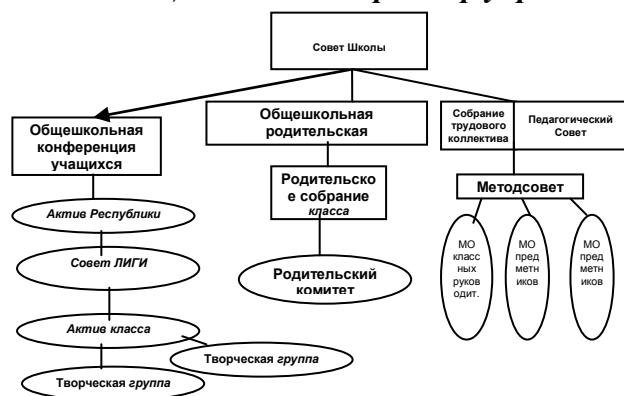 Совет Школы
Общешкольная
конференция
учащихся
Общешкольная
родительская
Собрание
трудового
коллектива
Педагогический
Совет
Родительско
е собрание
класса
Методсовет
Актив Республики
Совет ЛИГИ
Родительский
комитет
МО
класс
ных
руков
одит.
МО
пред
метн
иков
МО
пред
метн
иков
Актив класса
Творческая группа
Творческая группа